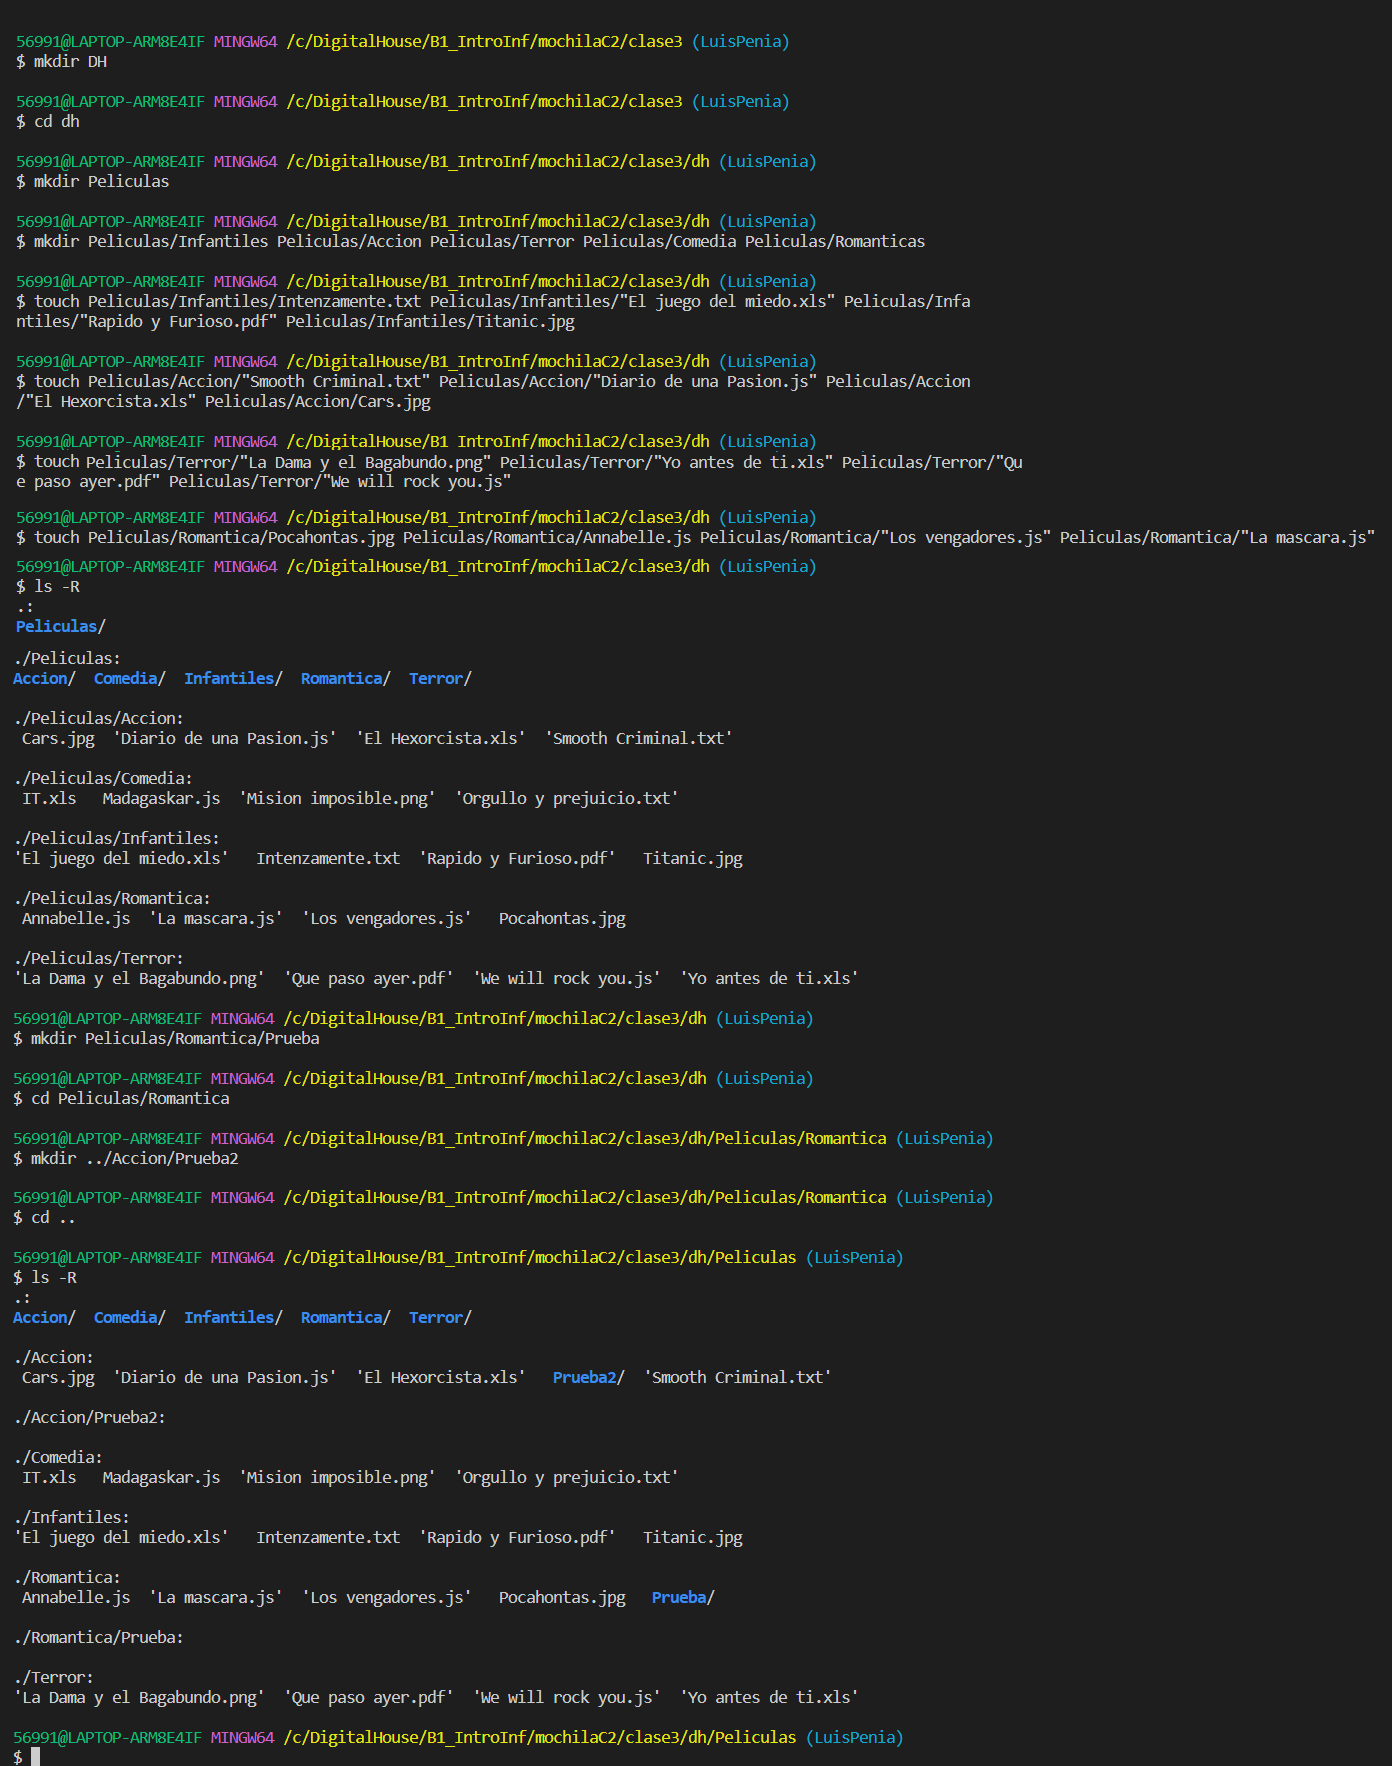 56991@LAPTOP-ARM8E4IF MINGW64 /c/DigitalHouse/B1_IntroInf/mochilaC2/clase3 (LuisPenia)
$ mkdir DH
56991@LAPTOP-ARM8E4IF MINGW64 /c/DigitalHouse/B1_IntroInf/mochilaC2/clase3 (LuisPenia)
$ cd dh
56991@LAPTOP-ARM8E4IF MINGW64 /c/DigitalHouse/B1_IntroInf/mochilaC2/clase3/dh (LuisPenia)
$ mkdir Peliculas
56991@LAPTOP-ARM8E4IF MINGW64 /c/DigitalHouse/B1_IntroInf/mochilaC2/clase3/dh (LuisPenia)
$ mkdir Peliculas/Infantiles Peliculas/Accion Peliculas/Terror Peliculas/Comedia Peliculas/Romanticas
56991@LAPTOP-ARM8E4IF MINGW64 /c/DigitalHouse/B1_IntroInf/mochilaC2/clase3/dh (LuisPenia)
$ touch Peliculas/Infantiles/Intenzamente.txt Peliculas/Infantiles/"El juego del miedo.xls" Peliculas/Infa
ntiles/"Rapido y Furioso.pdf" Peliculas/Infantiles/Titanic.jpg
56991@LAPTOP-ARM8E4IF MINGW64 /c/DigitalHouse/B1_IntroInf/mochilaC2/clase3/dh (LuisPenia)
$ touch Peliculas/Accion/"Smooth Criminal.txt" Peliculas/Accion/"Diario de una Pasion.js" Peliculas/Accion
/"El Hexorcista.xls" Peliculas/Accion/Cars.jpg
56991@LAPTOP-ARM8E4IF MINGW64 /c/DigitalHouse/B1 IntroInf/mochilaC2/clase3/dh (LuisPenia)
$ touch Peliculas/Terror/"La Dama y el Bagabundo.png" Peliculas/Terror/"Yo antes de ti.xls" Peliculas/Terror/"Qu
e paso ayer.pdf" Peliculas/Terror/"We will rock you.js"
56991@LAPTOP-ARM8E4IF MINGW64 /c/DigitalHouse/B1_IntroInf/mochilaC2/clase3/dh (LuisPenia)
$ touch Peliculas/Romantica/Pocahontas.jpg Peliculas/Romantica/Annabelle.js Peliculas/Romantica/"Los vengadores.js" Peliculas/Romantica/"La mascara.js"
56991@LAPTOP-ARM8E4IF MINGW64 /c/DigitalHouse/B1_IntroInf/mochilaC2/clase3/dh (LuisPenia)
$ ls -R
.:
Peliculas/
./Peliculas:
Accion/  Comedia/  Infantiles/  Romantica/  Terror/
./Peliculas/Accion:
 Cars.jpg  'Diario de una Pasion.js'  'El Hexorcista.xls'  'Smooth Criminal.txt'
./Peliculas/Comedia:
 IT.xls   Madagaskar.js  'Mision imposible.png'  'Orgullo y prejuicio.txt'
./Peliculas/Infantiles:
'El juego del miedo.xls'   Intenzamente.txt  'Rapido y Furioso.pdf'   Titanic.jpg
./Peliculas/Romantica:
 Annabelle.js  'La mascara.js'  'Los vengadores.js'   Pocahontas.jpg
./Peliculas/Terror:
'La Dama y el Bagabundo.png'  'Que paso ayer.pdf'  'We will rock you.js'  'Yo antes de ti.xls'
56991@LAPTOP-ARM8E4IF MINGW64 /c/DigitalHouse/B1_IntroInf/mochilaC2/clase3/dh (LuisPenia)
$ mkdir Peliculas/Romantica/Prueba
56991@LAPTOP-ARM8E4IF MINGW64 /c/DigitalHouse/B1_IntroInf/mochilaC2/clase3/dh (LuisPenia)
$ cd Peliculas/Romantica
56991@LAPTOP-ARM8E4IF MINGW64 /c/DigitalHouse/B1_IntroInf/mochilaC2/clase3/dh/Peliculas/Romantica (LuisPenia)
$ mkdir ../Accion/Prueba2
56991@LAPTOP-ARM8E4IF MINGW64 /c/DigitalHouse/B1_IntroInf/mochilaC2/clase3/dh/Peliculas/Romantica (LuisPenia)
$ cd ..
56991@LAPTOP-ARM8E4IF MINGW64 /c/DigitalHouse/B1_IntroInf/mochilaC2/clase3/dh/Peliculas (LuisPenia)
$ ls -R
.:
Accion/  Comedia/  Infantiles/  Romantica/  Terror/
./Accion:
 Cars.jpg  'Diario de una Pasion.js'  'El Hexorcista.xls'   Prueba2/  'Smooth Criminal.txt'
./Accion/Prueba2:
./Comedia:
 IT.xls   Madagaskar.js  'Mision imposible.png'  'Orgullo y prejuicio.txt'
./Infantiles:
'El juego del miedo.xls'   Intenzamente.txt  'Rapido y Furioso.pdf'   Titanic.jpg
./Romantica:
 Annabelle.js  'La mascara.js'  'Los vengadores.js'   Pocahontas.jpg   Prueba/
./Romantica/Prueba:
./Terror:
'La Dama y el Bagabundo.png'  'Que paso ayer.pdf'  'We will rock you.js'  'Yo antes de ti.xls'
56991@LAPTOP-ARM8E4IF MINGW64 /c/DigitalHouse/B1_IntroInf/mochilaC2/clase3/dh/Peliculas (LuisPenia)
$